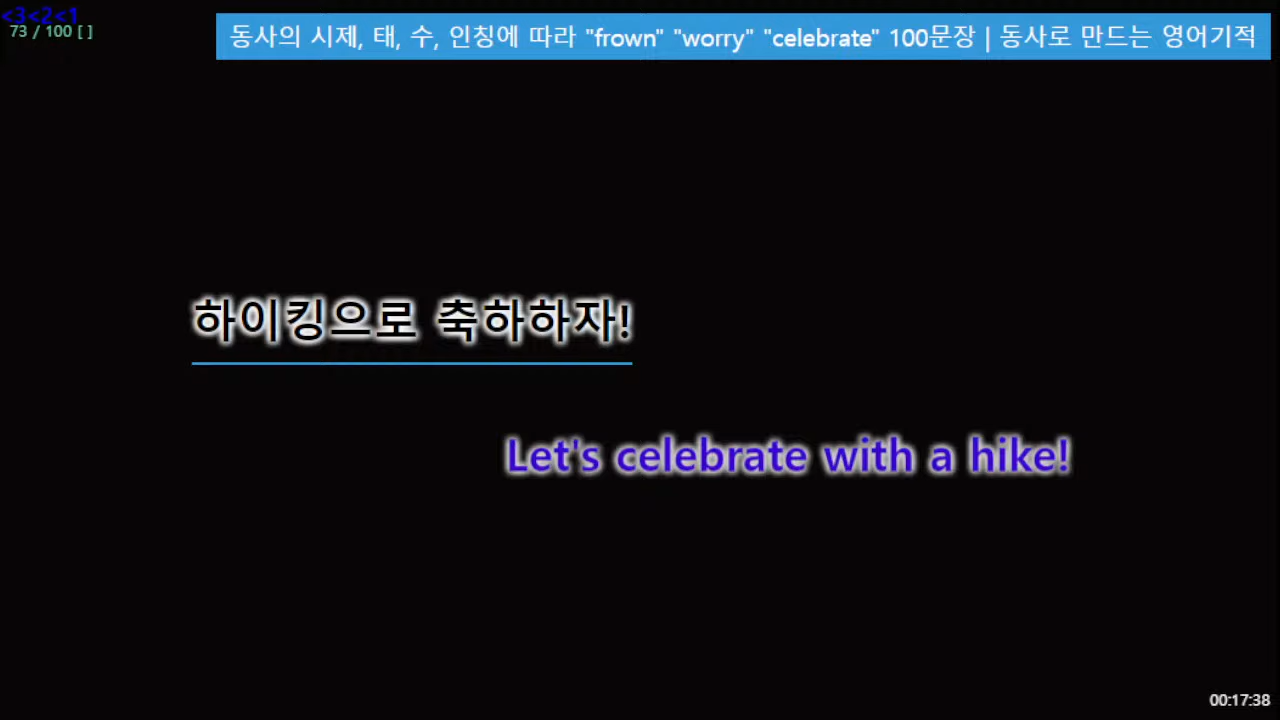 <3<2<1
73 / 100 [ ]
동사의 시제, 태, 수, 인칭에 따라 "frown" "worry" "celebrate" 100문장 | 동사로 만드는 영어기적
하이킹으로 축하하자!
Let's celebrate with a hike!
00:17:38